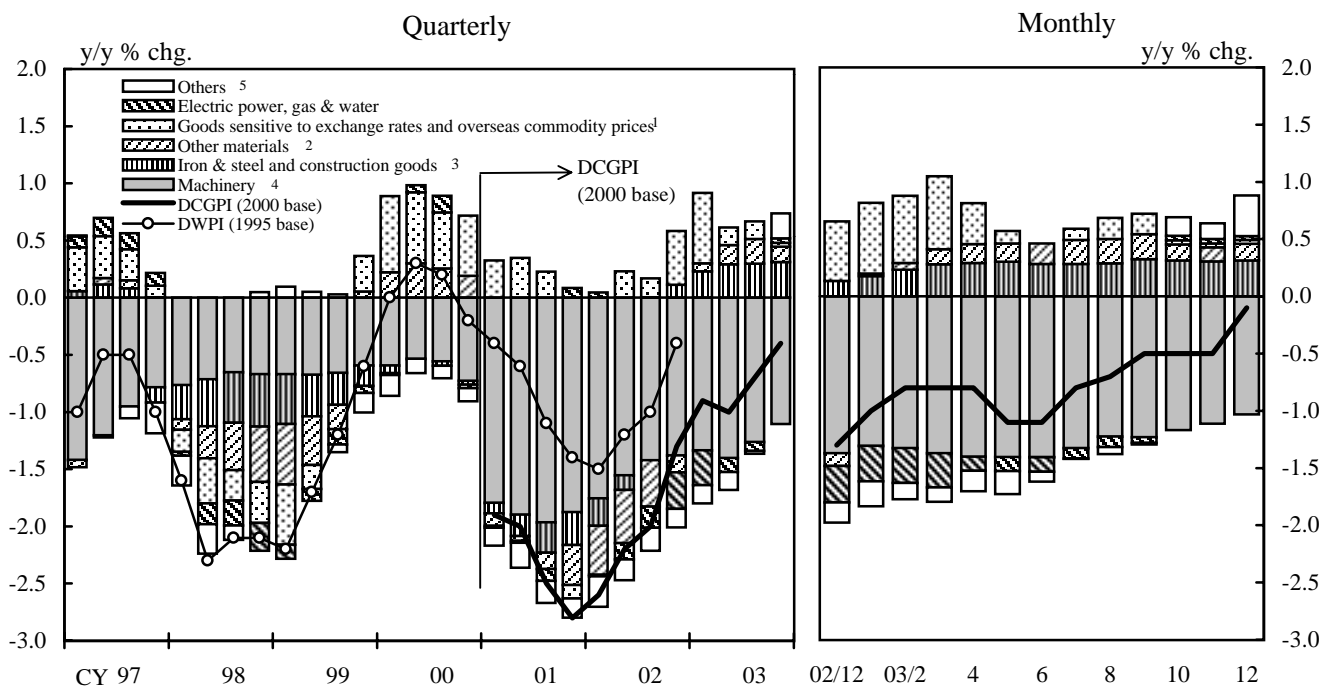 Quarterly
Monthly
y/y % chg.
y/y % chg.
2.0
1.5
1.0
0.5
0.0
-0.5
-1.0
-1.5
-2.0
-2.5
-3.0
Others 5
Electric power, gas & water
Goods sensitive to exchange rates and overseas commodity prices1
Other materials 2
Iron & steel and construction goods 3
Machinery 4
DCGPI (2000 base)
DWPI (1995 base)
DCGPI
(2000 base)
2.0
1.5
1.0
0.5
0.0
-0.5
-1.0
-1.5
-2.0
-2.5
-3.0
CY 97 98 99 00 01 02 03
02/12 03/2 4 6 8 10 12